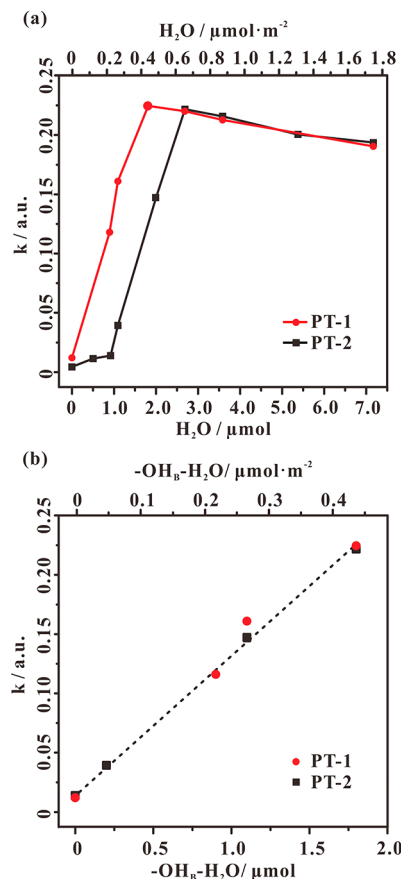 (a)
H₂O / μmol·m⁻²
0 0.2 0.4 0.6 0.8 1.0 1.2 1.4 1.6 1.8
0.25
0.20
0.15
0.10
0.05
0
k / a.u.
PT-1
PT-2
0 1.0 2.0 3.0 4.0 5.0 6.0 7.0
H₂O / μmol
(b)
-OH_B-H₂O/ μmol·m⁻²
0 0.1 0.2 0.3 0.4
0.25
0.20
0.15
0.10
0.05
0
k / a.u.
PT-1
PT-2
0 0.5 1.0 1.5 2.0
-OH_B-H₂O/ μmol